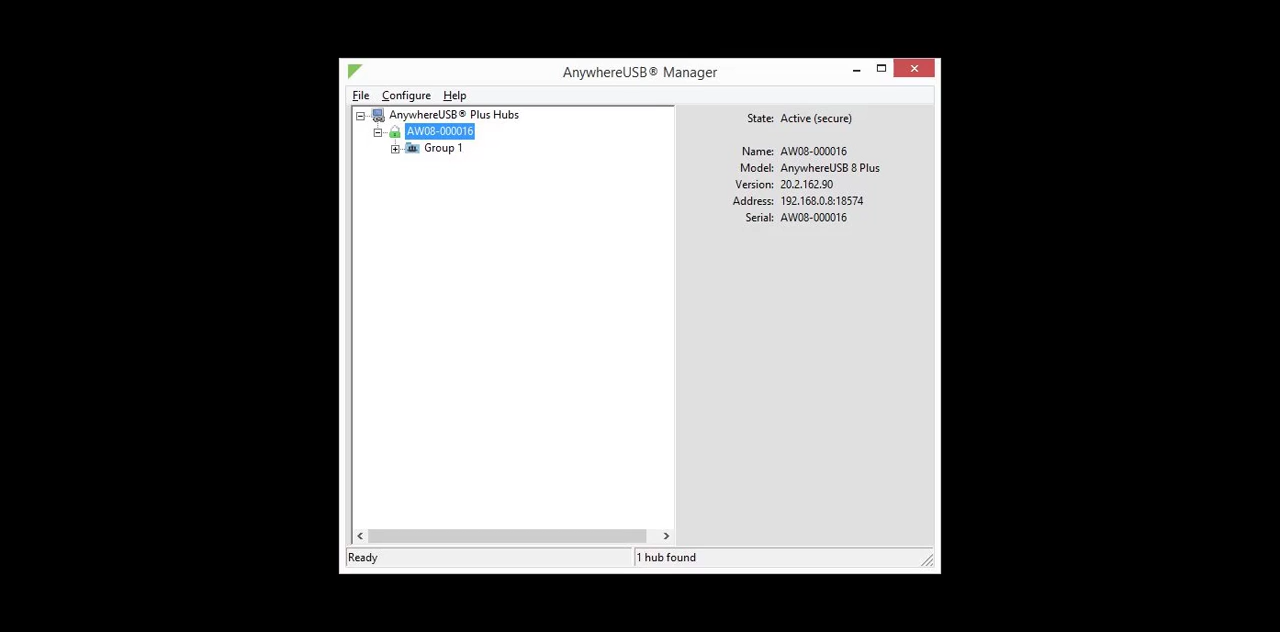 AnywhereUSB® Manager
File Configure Help
AnywhereUSB® Plus Hubs
AW08-000016
Group 1
State: Active (secure)
Name: AW08-000016
Model: AnywhereUSB 8 Plus
Version: 20.2.162.90
Address: 192.168.0.8:18574
Serial: AW08-000016
Ready
1 hub found